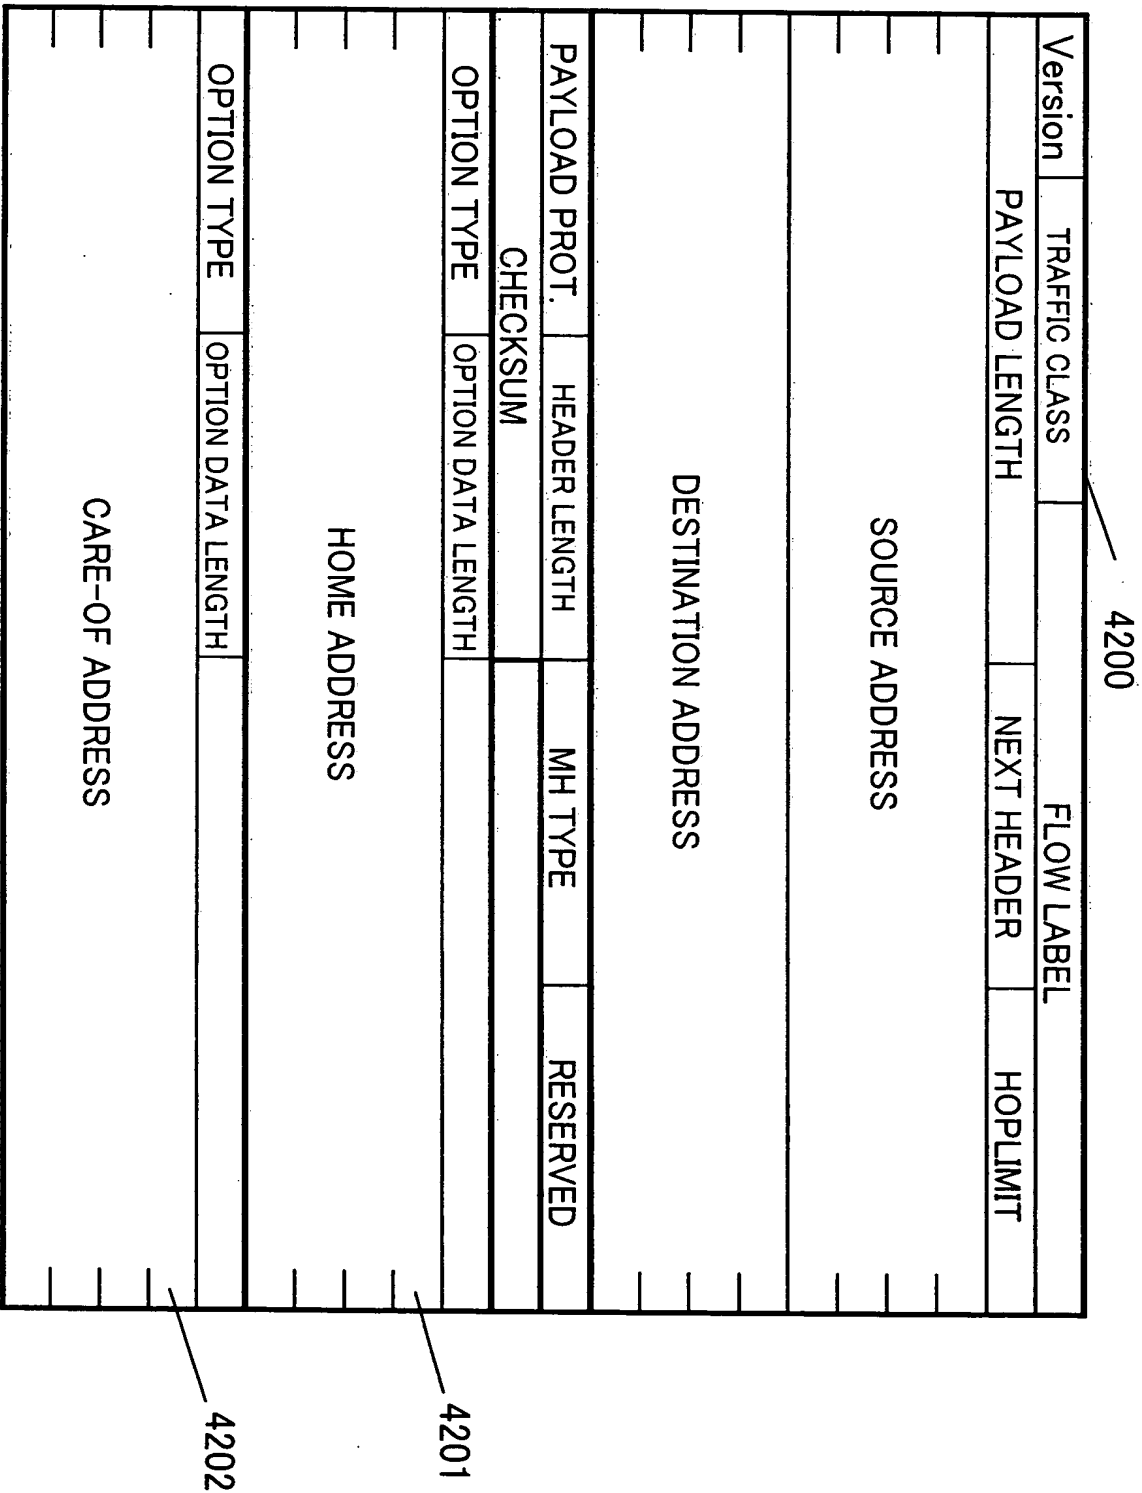 4200
Version TRAFFIC CLASS FLOW LABEL
PAYLOAD LENGTH NEXT HEADER HOPLIMIT
SOURCE ADDRESS
DESTINATION ADDRESS
PAYLOAD PROT. HEADER LENGTH MH TYPE RESERVED
CHECKSUM
OPTION TYPE OPTION DATA LENGTH
HOME ADDRESS
4201
OPTION TYPE OPTION DATA LENGTH
CARE-OF ADDRESS
4202